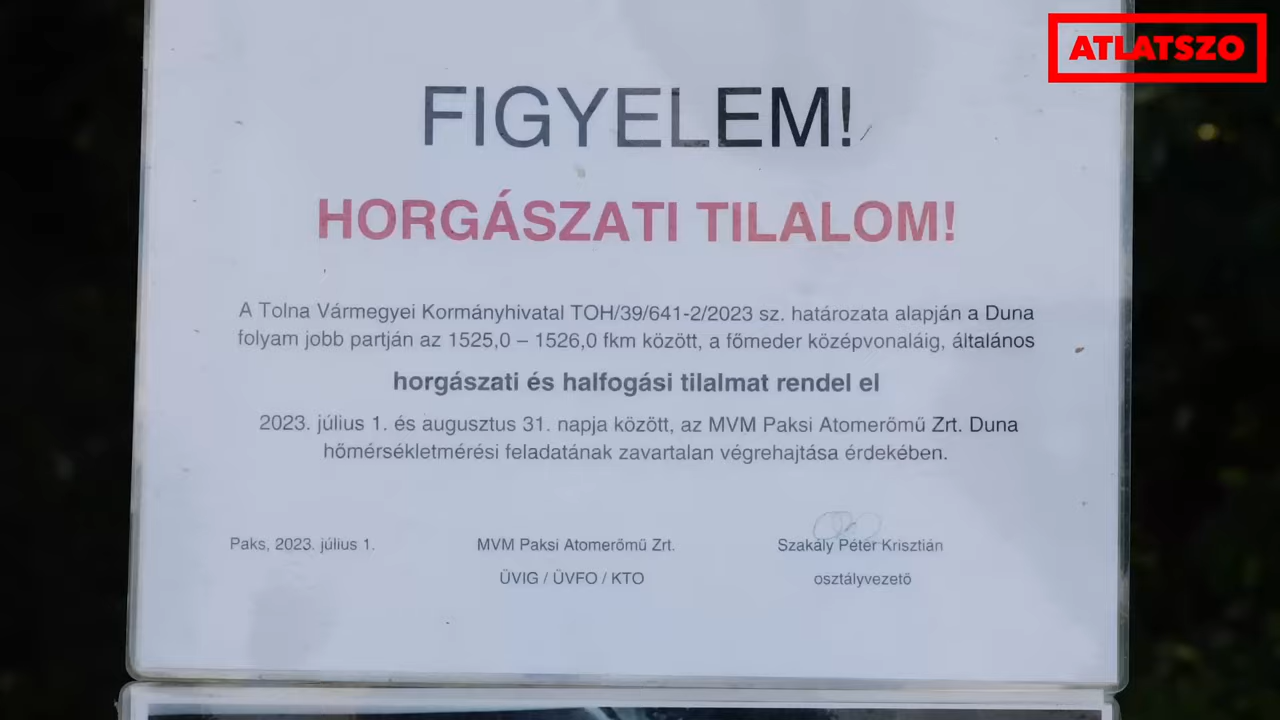 ATLATSZO
FIGYELEM!
HORGÁSZATI TILALOM!
A Tolna Vármegyei Kormányhivatal TOH/39/641-2/2023 sz. határozata alapján a Duna
folyam jobb partján az 1525,0 – 1526,0 fkm között, a főmeder középvonaláig, általános
horgászati és halfogási tilalmat rendel el
2023. július 1. és augusztus 31. napja között, az MVM Paksi Atomerőmű Zrt. Duna
hőmérsékletmérési feladatának zavartalan végrehajtása érdekében.
Paks, 2023. július 1. MVM Paksi Atomerőmű Zrt. Szakály Péter Krisztián
ÜVIG / ÜVFO / KTO osztályvezető